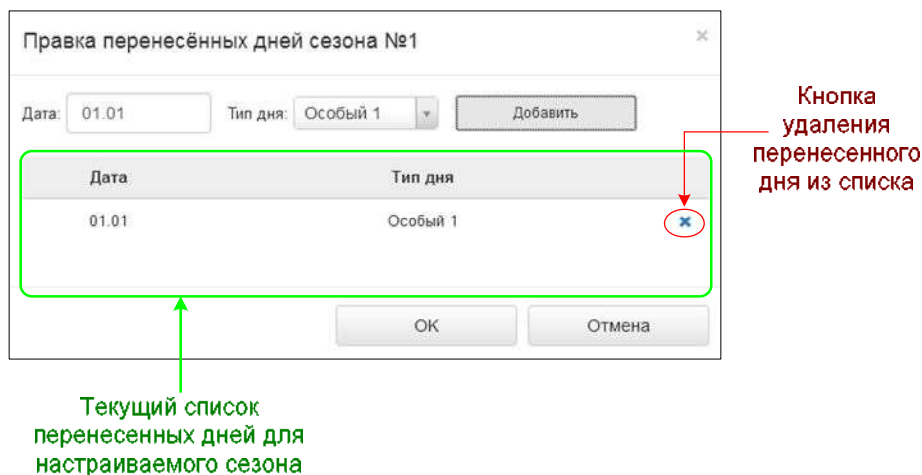 Правка перенесённых дней сезона №1 ×
Дата: 01.01 Тип дня: Особый 1 Добавить
Дата Тип дня
01.01 Особый 1 ×
OK Отмена
Кнопка
удаления
перенесенного
дня из списка
Текущий список
перенесенных дней для
настраиваемого сезона